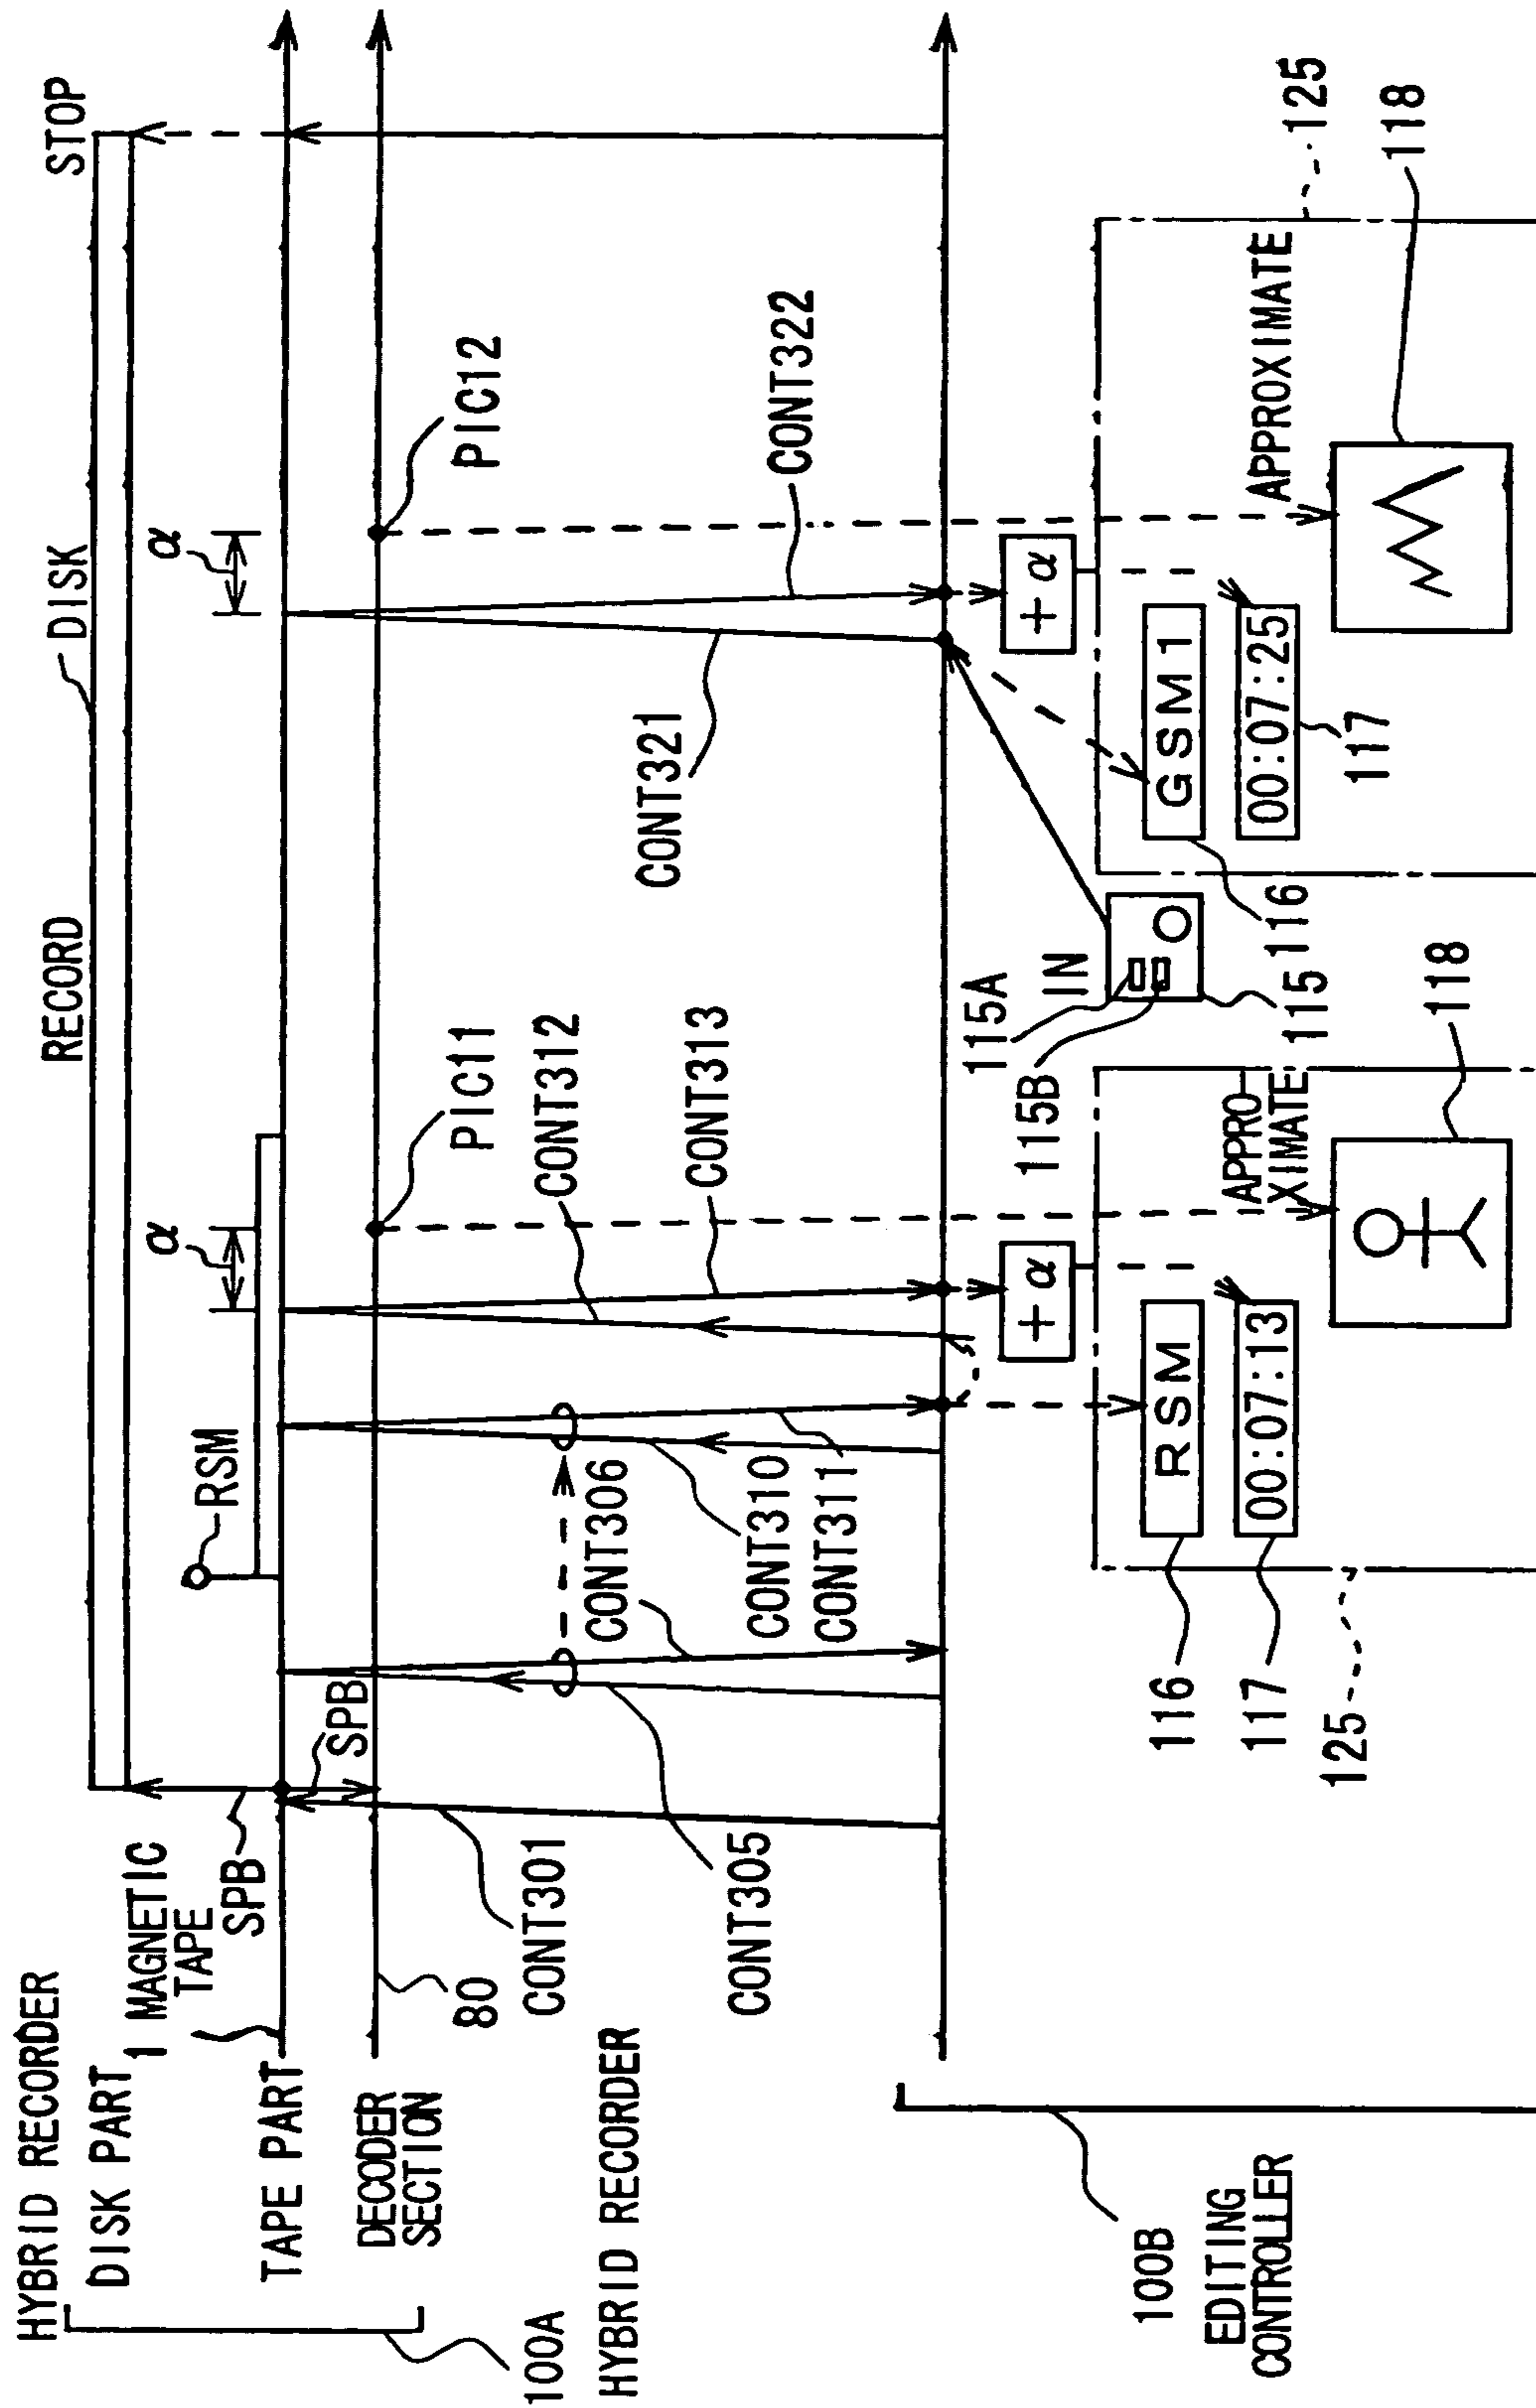 HYBRID RECORDER
DISK PART
1 MAGNETIC
TAPE
TAPE PART
DECODER
SECTION
100A
HYBRID RECORDER
100B
EDITING
CONTROLLER
RECORD
DISK
STOP
SPB
SPB
80
RSM
α
α
PIC11
PIC12
CONT301
CONT305
CONT306
CONT310
CONT311
CONT312
CONT313
CONT321
CONT322
+α
+α
115A
115B
IN
115
116
RSM
116
00:07:13
117
125
APPRO-
XIMATE
118
GSM1
00:07:25
117
APPROXIMATE
125
118